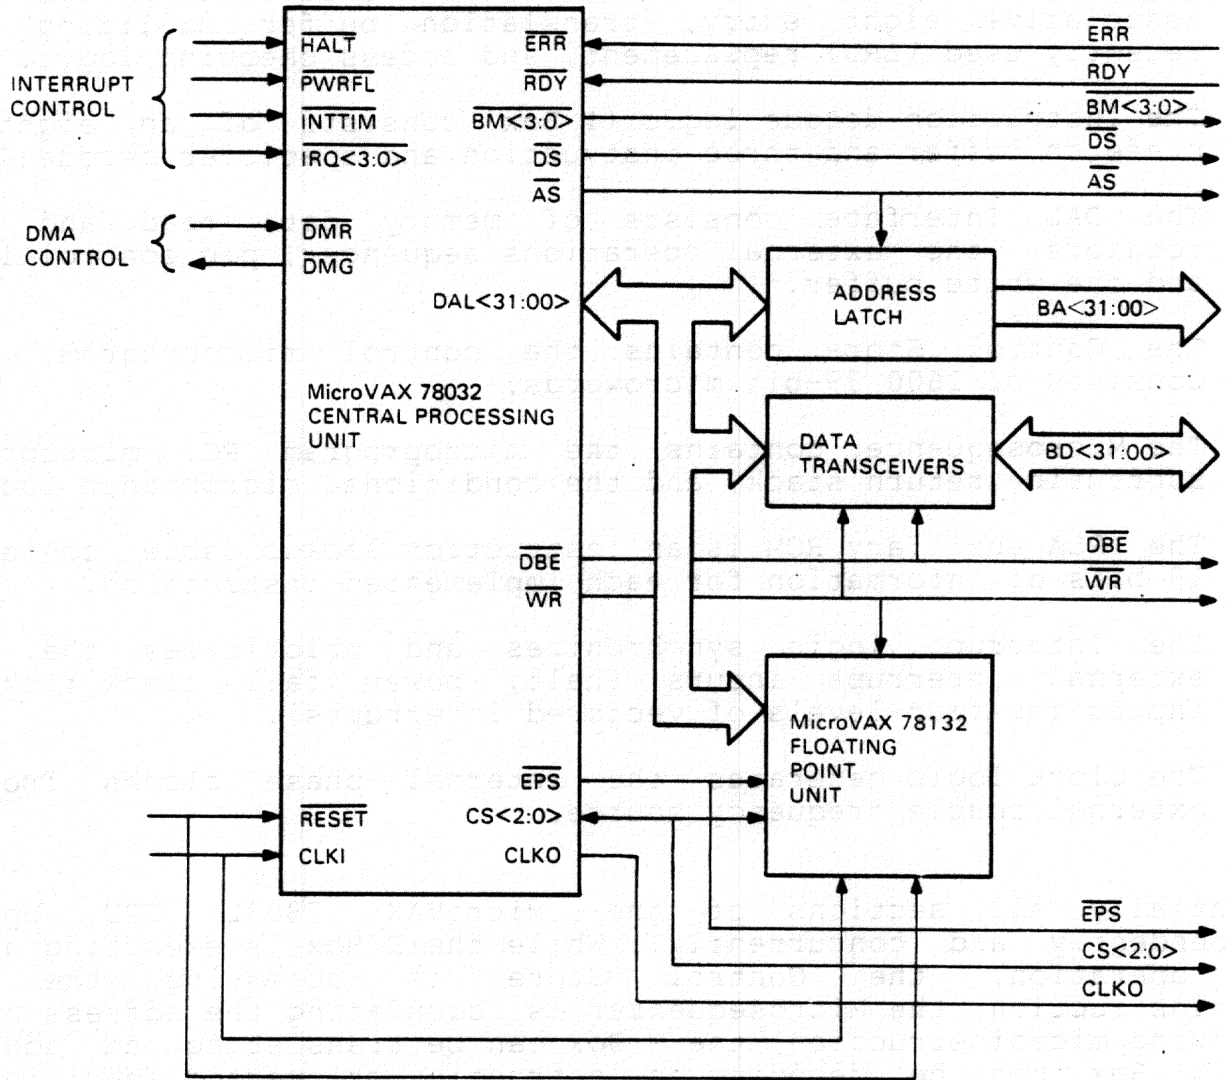 HALT
PWRFL
INTTIM
IRQ<3:0>
INTERRUPT
CONTROL
DMR
DMG
DMA
CONTROL
ERR
RDY
BM<3:0>
DS
AS
DAL<31:00>
MicroVAX 78032
CENTRAL PROCESSING
UNIT
DBE
WR
EPS
CS<2:0>
CLKO
RESET
CLKI
ERR
RDY
BM<3:0>
DS
AS
ADDRESS
LATCH
BA<31:00>
DATA
TRANSCEIVERS
BD<31:00>
DBE
WR
MicroVAX 78132
FLOATING
POINT
UNIT
EPS
CS<2:0>
CLKO